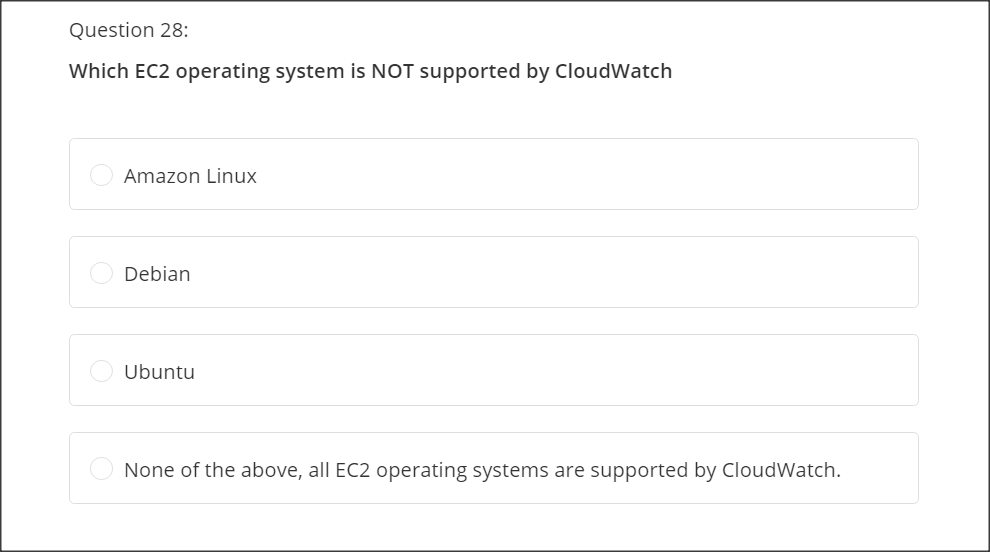 Question 28:
Which EC2 operating system is NOT supported by CloudWatch
Amazon Linux
Debian
Ubuntu
None of the above, all EC2 operating systems are supported by CloudWatch.